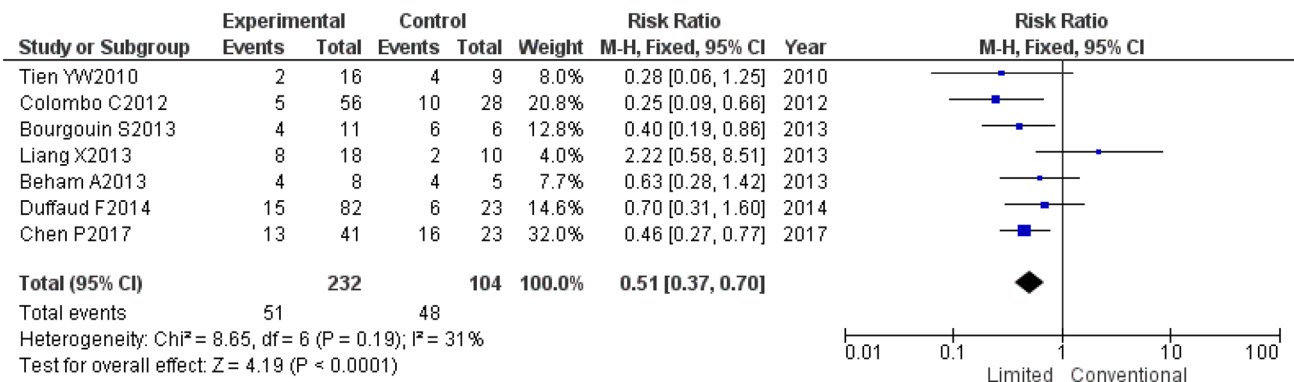 Experimental Control Risk Ratio Risk Ratio
Study or Subgroup Events Total Events Total Weight M-H, Fixed, 95% CI Year M-H, Fixed, 95% CI
Tien YW2010 2 16 4 9 8.0% 0.28 [0.06, 1.25] 2010
Colombo C2012 5 56 10 28 20.8% 0.25 [0.09, 0.66] 2012
Bourgouin S2013 4 11 6 6 12.8% 0.40 [0.19, 0.86] 2013
Liang X2013 8 18 2 10 4.0% 2.22 [0.58, 8.51] 2013
Beham A2013 4 8 4 5 7.7% 0.63 [0.28, 1.42] 2013
Duffaud F2014 15 82 6 23 14.6% 0.70 [0.31, 1.60] 2014
Chen P2017 13 41 16 23 32.0% 0.46 [0.27, 0.77] 2017
Total (95% CI) 232 104 100.0% 0.51 [0.37, 0.70]
Total events 51 48
Heterogeneity: Chi² = 8.65, df = 6 (P = 0.19); I² = 31%
Test for overall effect: Z = 4.19 (P < 0.0001)
0.01 0.1 1 10 100
Limited Conventional